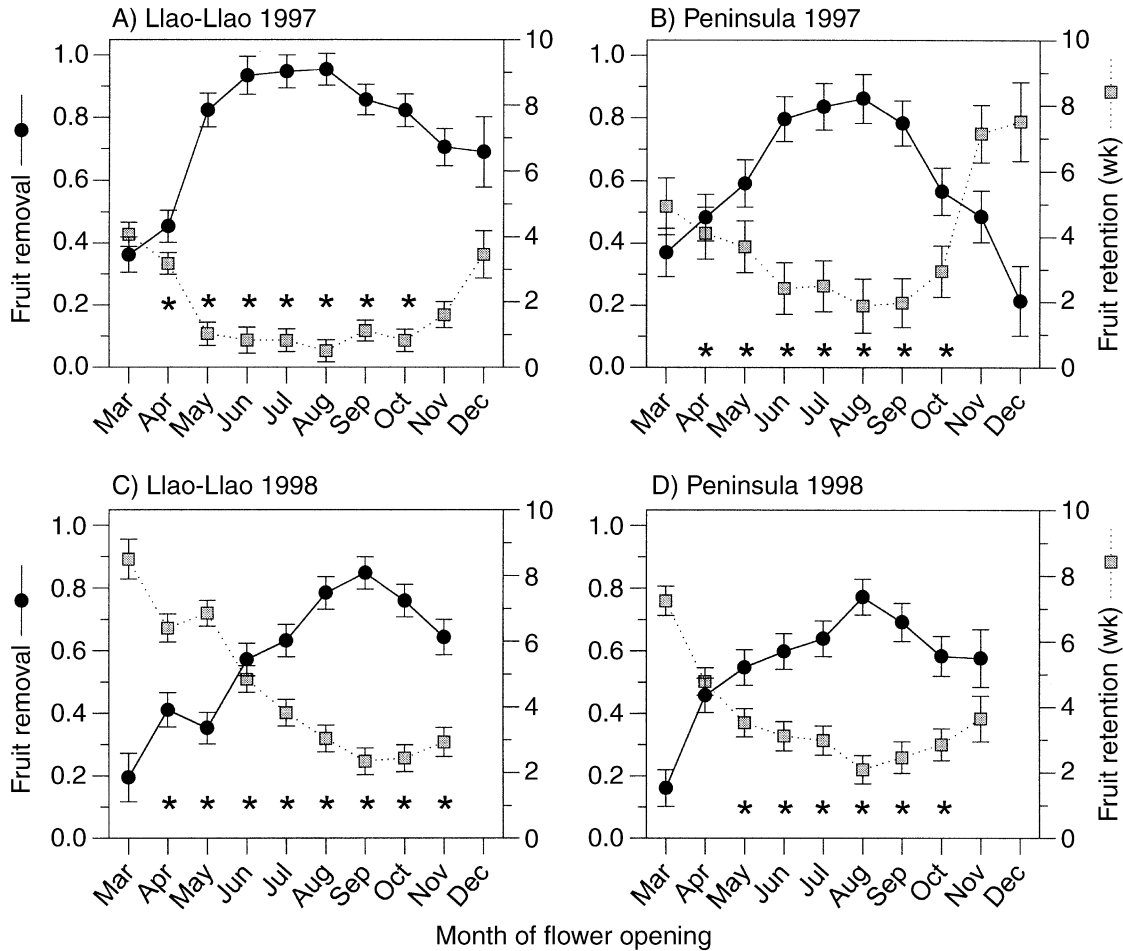 A) Llao-Llao 1997
B) Peninsula 1997
1.0
0.8
0.6
0.4
0.2
0.0
Fruit removal
10
8
6
4
2
0
* * * * * * *
Mar Apr May Jun Jul Aug Sep Oct Nov Dec
1.0
0.8
0.6
0.4
0.2
0.0
10
8
6
4
2
0
Fruit retention (wk)
* * * * * * *
Mar Apr May Jun Jul Aug Sep Oct Nov Dec
C) Llao-Llao 1998
D) Peninsula 1998
1.0
0.8
0.6
0.4
0.2
0.0
Fruit removal
10
8
6
4
2
0
* * * * * * * *
Mar Apr May Jun Jul Aug Sep Oct Nov Dec
1.0
0.8
0.6
0.4
0.2
0.0
10
8
6
4
2
0
Fruit retention (wk)
* * * * * *
Mar Apr May Jun Jul Aug Sep Oct Nov Dec
Month of flower opening